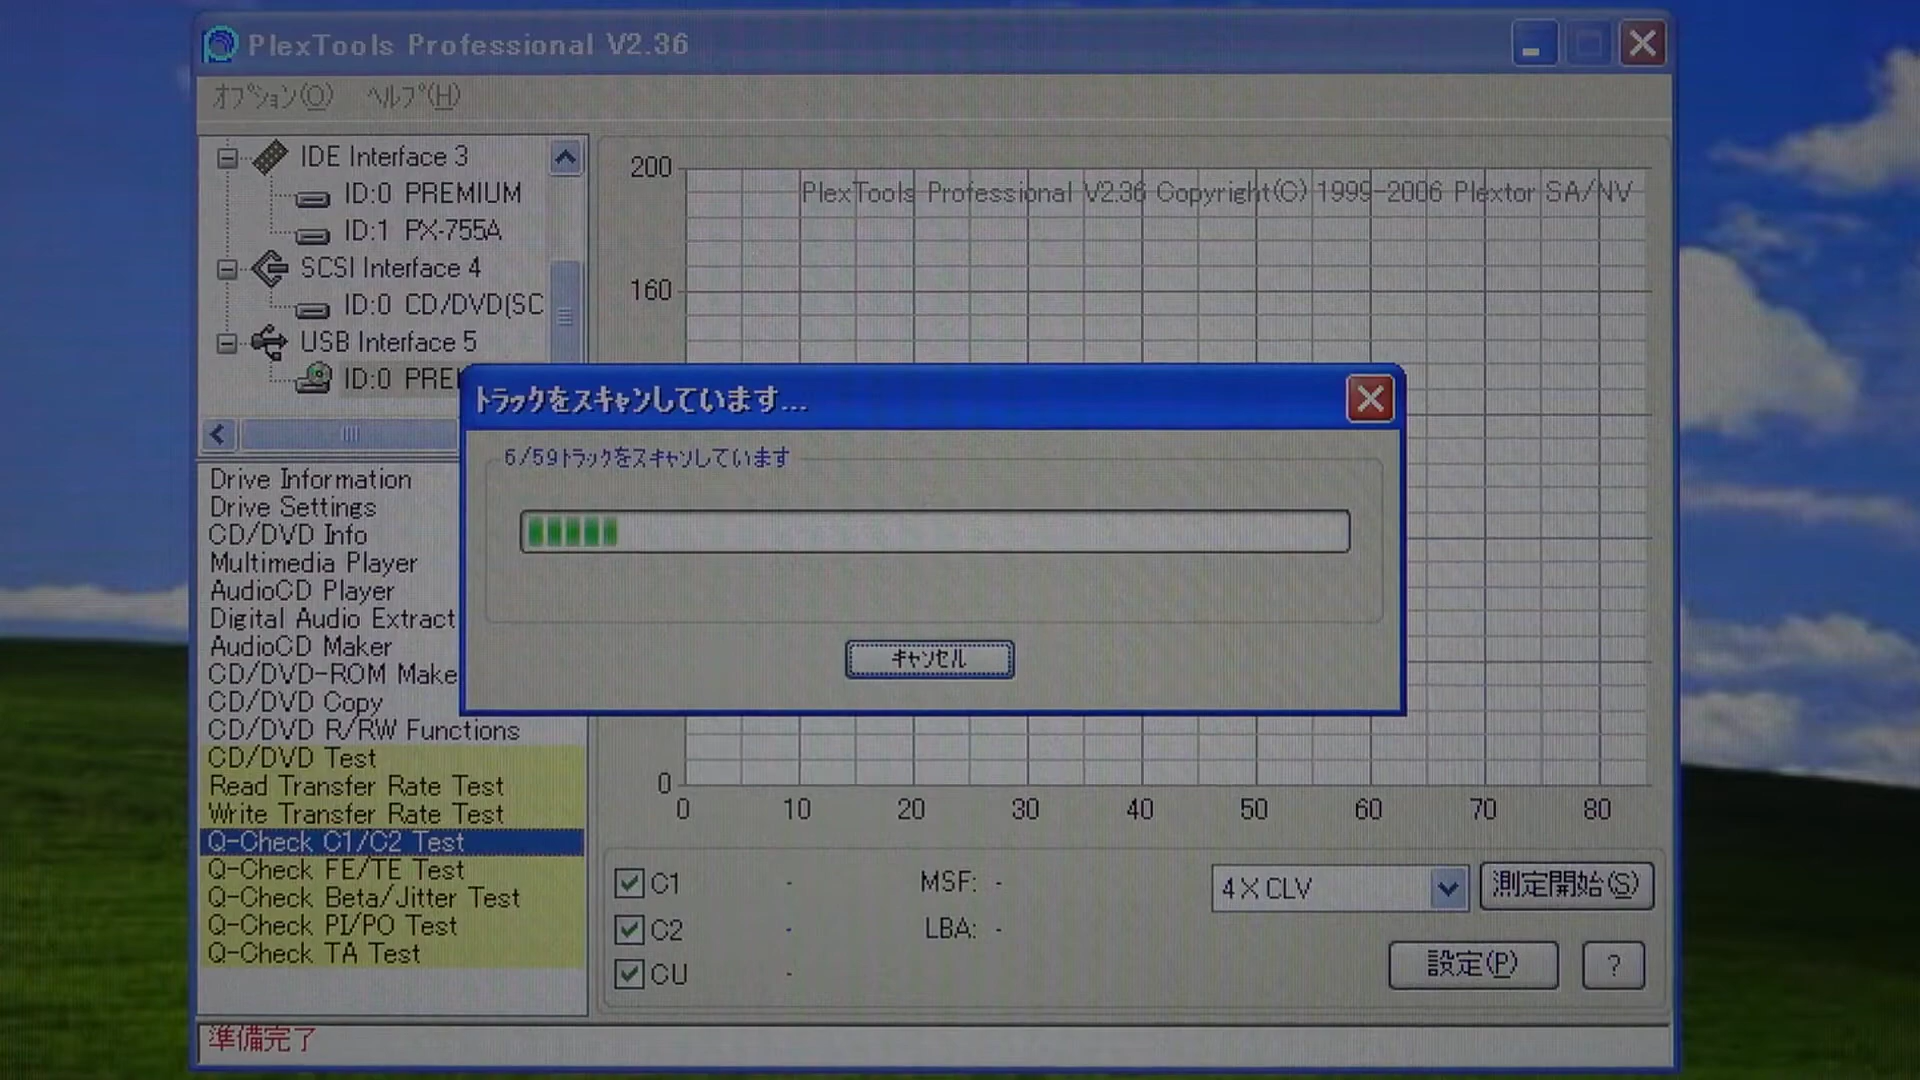 PlexTools Professional V2.36
オプション(O) ヘルプ(H)
IDE Interface 3
ID:0 PREMIUM
ID:1 PX-755A
SCSI Interface 4
ID:0 CD/DVD(SC
USB Interface 5
ID:0
200
PlexTools Professional V2.36 Copyright(C) 1999-2006 Plextor SA/NV
160
トラックをスキャンしています...
6/59トラックをスキャンしています
キャンセル
Drive Information
Drive Settings
CD/DVD Info
Multimedia Player
AudioCD Player
Digital Audio Extract
AudioCD Maker
CD/DVD-ROM Make
CD/DVD Copy
CD/DVD R/RW Functions
CD/DVD Test
Read Transfer Rate Test
Write Transfer Rate Test
Q-Check C1/C2 Test
Q-Check FE/TE Test
Q-Check Beta/Jitter Test
Q-Check PI/PO Test
Q-Check TA Test
0
0 10 20 30 40 50 60 70 80
C1 - MSF: -
4X CLV 測定開始(S)
C2 - LBA: -
CU -
設定(P) ?
準備完了